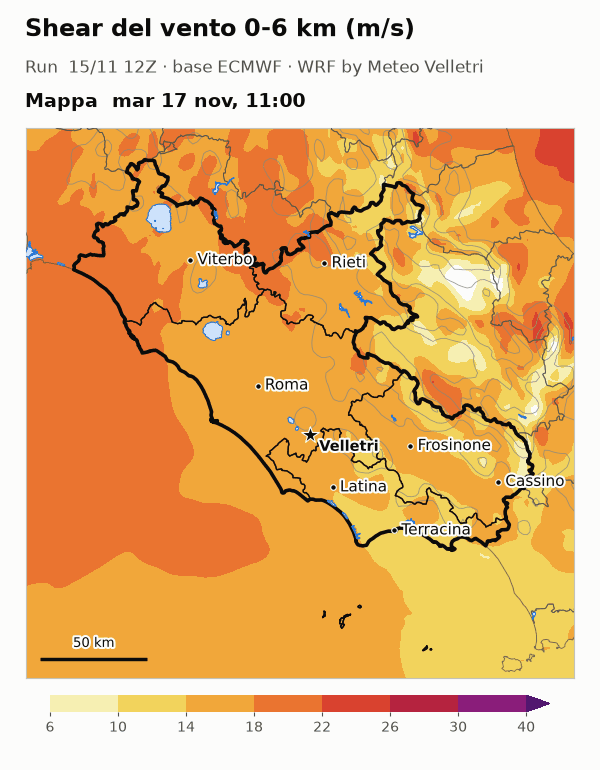 Shear del vento 0-6 km (m/s)
Run  15/11 12Z · base ECMWF · WRF by Meteo Velletri
Mappa  mar 17 nov, 11:00
Viterbo
Rieti
Roma
Velletri
Frosinone
Latina
Cassino
Terracina
50 km
6 10 14 18 22 26 30 40